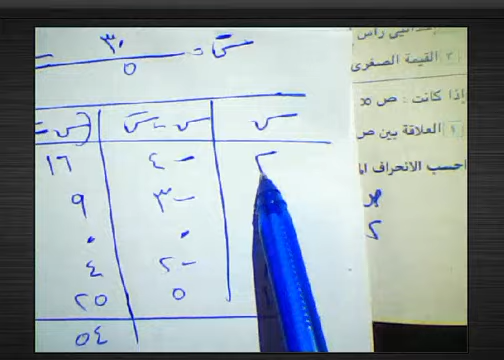 س̄ = ٣٠ / ٥ =
س | س - س̄ | (س -
٢ | -٤ | ١٦
-٣ | ٩
٠ | ٠
-٢ | ٤
٥ | ٢٥
٥٤
٢ القيمة الصغرى
إذا كانت : ص ∝
١ العلاقة بين ص
احسب الانحراف